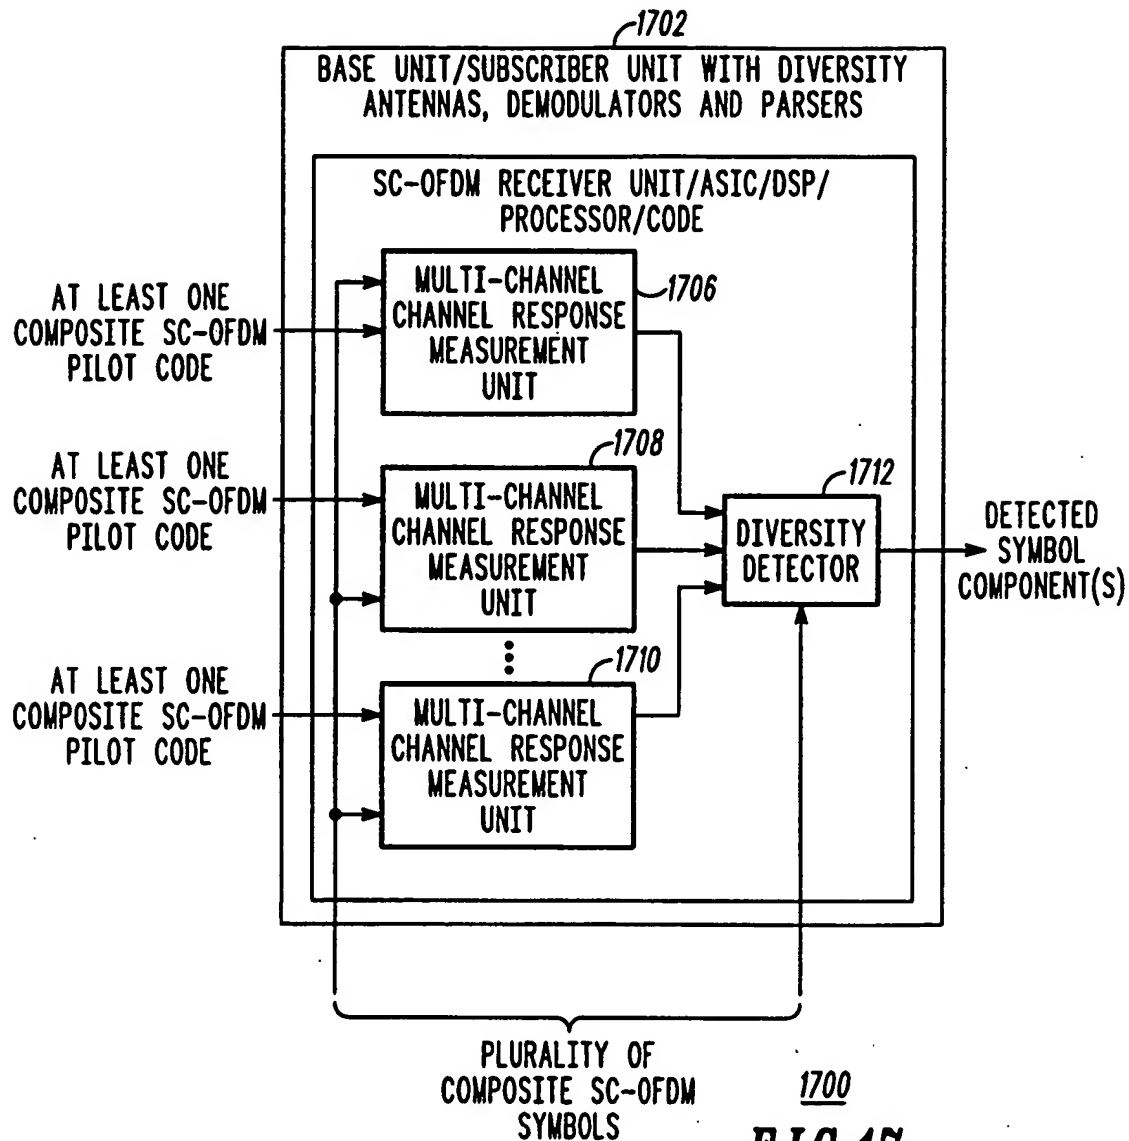 1702
BASE UNIT/SUBSCRIBER UNIT WITH DIVERSITY
ANTENNAS, DEMODULATORS AND PARSERS
SC-OFDM RECEIVER UNIT/ASIC/DSP/
PROCESSOR/CODE
AT LEAST ONE
COMPOSITE SC-OFDM
PILOT CODE
MULTI-CHANNEL
CHANNEL RESPONSE
MEASUREMENT
UNIT
1706
AT LEAST ONE
COMPOSITE SC-OFDM
PILOT CODE
1708
MULTI-CHANNEL
CHANNEL RESPONSE
MEASUREMENT
UNIT
1712
DIVERSITY
DETECTOR
DETECTED
SYMBOL
COMPONENT(S)
AT LEAST ONE
COMPOSITE SC-OFDM
PILOT CODE
1710
MULTI-CHANNEL
CHANNEL RESPONSE
MEASUREMENT
UNIT
PLURALITY OF
COMPOSITE SC-OFDM
SYMBOLS
1700
FIG.17